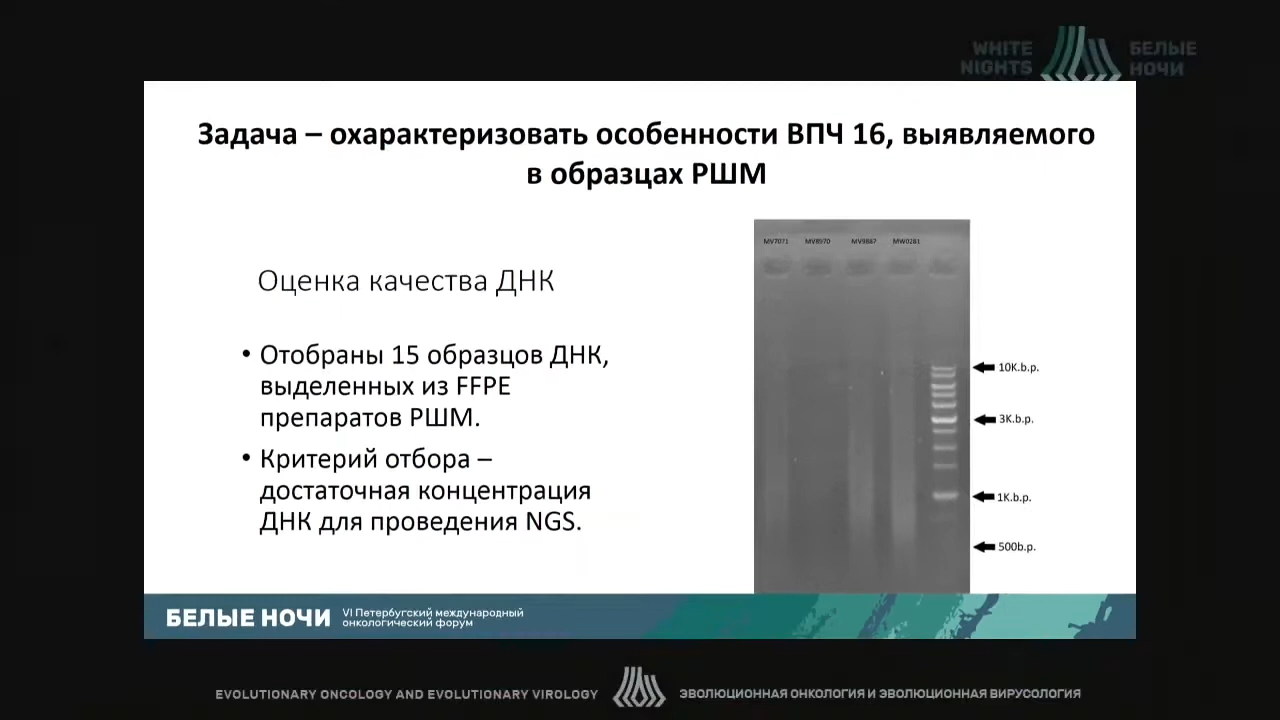 WHITE
NIGHTS
БЕЛЫЕ
НОЧИ
Задача – охарактеризовать особенности ВПЧ 16, выявляемого
в образцах РШМ
Оценка качества ДНК
• Отобраны 15 образцов ДНК,
выделенных из FFPE
препаратов РШМ.
• Критерий отбора –
достаточная концентрация
ДНК для проведения NGS.
MV7071 MV8970 MV9887 MW0281
10K.b.p.
3K.b.p.
1K.b.p.
500b.p.
БЕЛЫЕ НОЧИ
VI Петербугский международный
онкологический форум
EVOLUTIONARY ONCOLOGY AND EVOLUTIONARY VIROLOGY
ЭВОЛЮЦИОННАЯ ОНКОЛОГИЯ И ЭВОЛЮЦИОННАЯ ВИРУСОЛОГИЯ